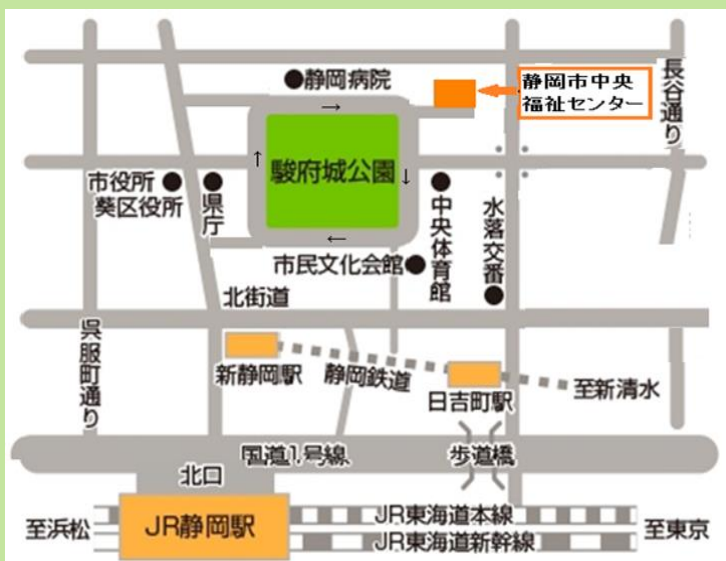 静岡病院
静岡市中央
福祉センター
長谷通り
→
↑
駿府城公園
↓
←
市役所
葵区役所
県庁
中央体育館
水落交番
市民文化会館
北街道
呉服町通り
新静岡駅
静岡鉄道
日吉町駅
至新清水
国道1号線
歩道橋
北口
JR静岡駅
至浜松
JR東海道本線
JR東海道新幹線
至東京